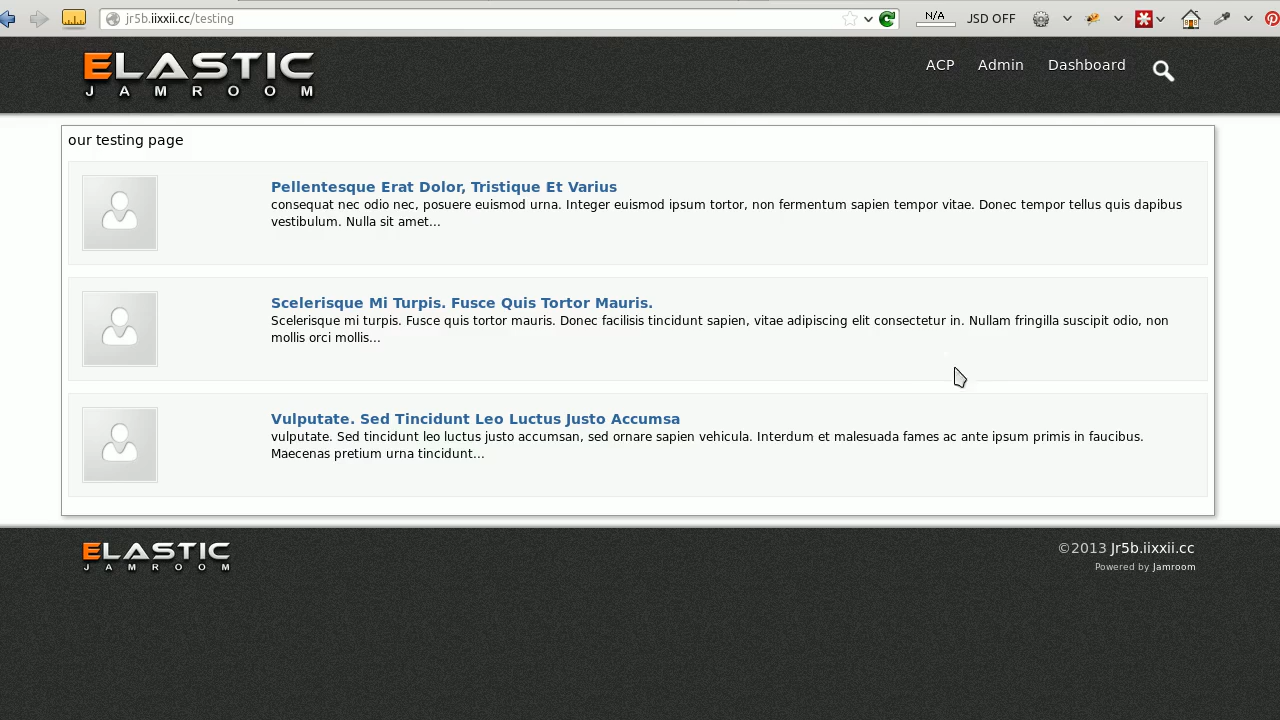 jr5b.iixxii.cc/testing
N/A
JSD OFF
ELASTIC
JAMROOM
ACP Admin Dashboard
our testing page
Pellentesque Erat Dolor, Tristique Et Varius
consequat nec odio nec, posuere euismod urna. Integer euismod ipsum tortor, non fermentum sapien tempor vitae. Donec tempor tellus quis dapibus
vestibulum. Nulla sit amet...
Scelerisque Mi Turpis. Fusce Quis Tortor Mauris.
Scelerisque mi turpis. Fusce quis tortor mauris. Donec facilisis tincidunt sapien, vitae adipiscing elit consectetur in. Nullam fringilla suscipit odio, non
mollis orci mollis...
Vulputate. Sed Tincidunt Leo Luctus Justo Accumsa
vulputate. Sed tincidunt leo luctus justo accumsan, sed ornare sapien vehicula. Interdum et malesuada fames ac ante ipsum primis in faucibus.
Maecenas pretium urna tincidunt...
ELASTIC
JAMROOM
©2013 Jr5b.iixxii.cc
Powered by Jamroom